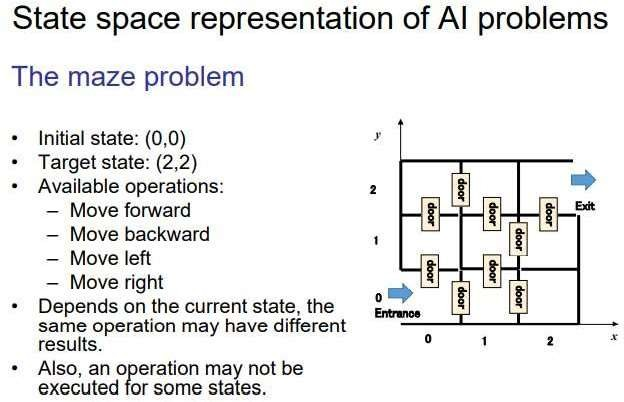 State space representation of AI problems
The maze problem
• Initial state: (0,0)
• Target state: (2,2)
• Available operations:
– Move forward
– Move backward
– Move left
– Move right
• Depends on the current state, the
same operation may have different
results.
• Also, an operation may not be
executed for some states.
y
2
door
door
door
door
Exit
1
door
door
door
0
Entrance
door
door
0
1
2
x